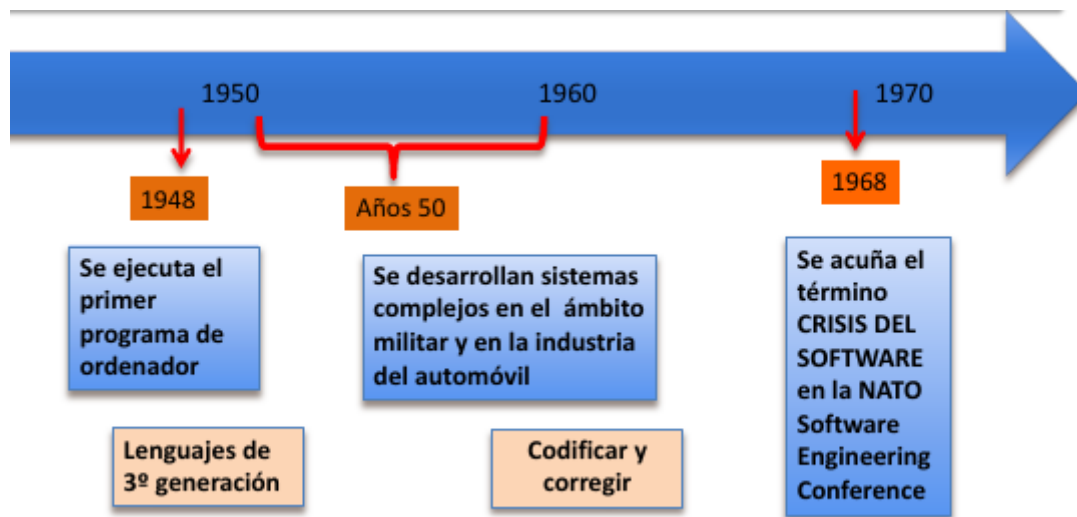 1950
1960
1970
1948
Años 50
1968
Se ejecuta el
primer
programa de
ordenador
Se desarrollan sistemas
complejos en el ámbito
militar y en la industria
del automóvil
Se acuña el
término
CRISIS DEL
SOFTWARE
en la NATO
Software
Engineering
Conference
Lenguajes de
3º generación
Codificar y
corregir